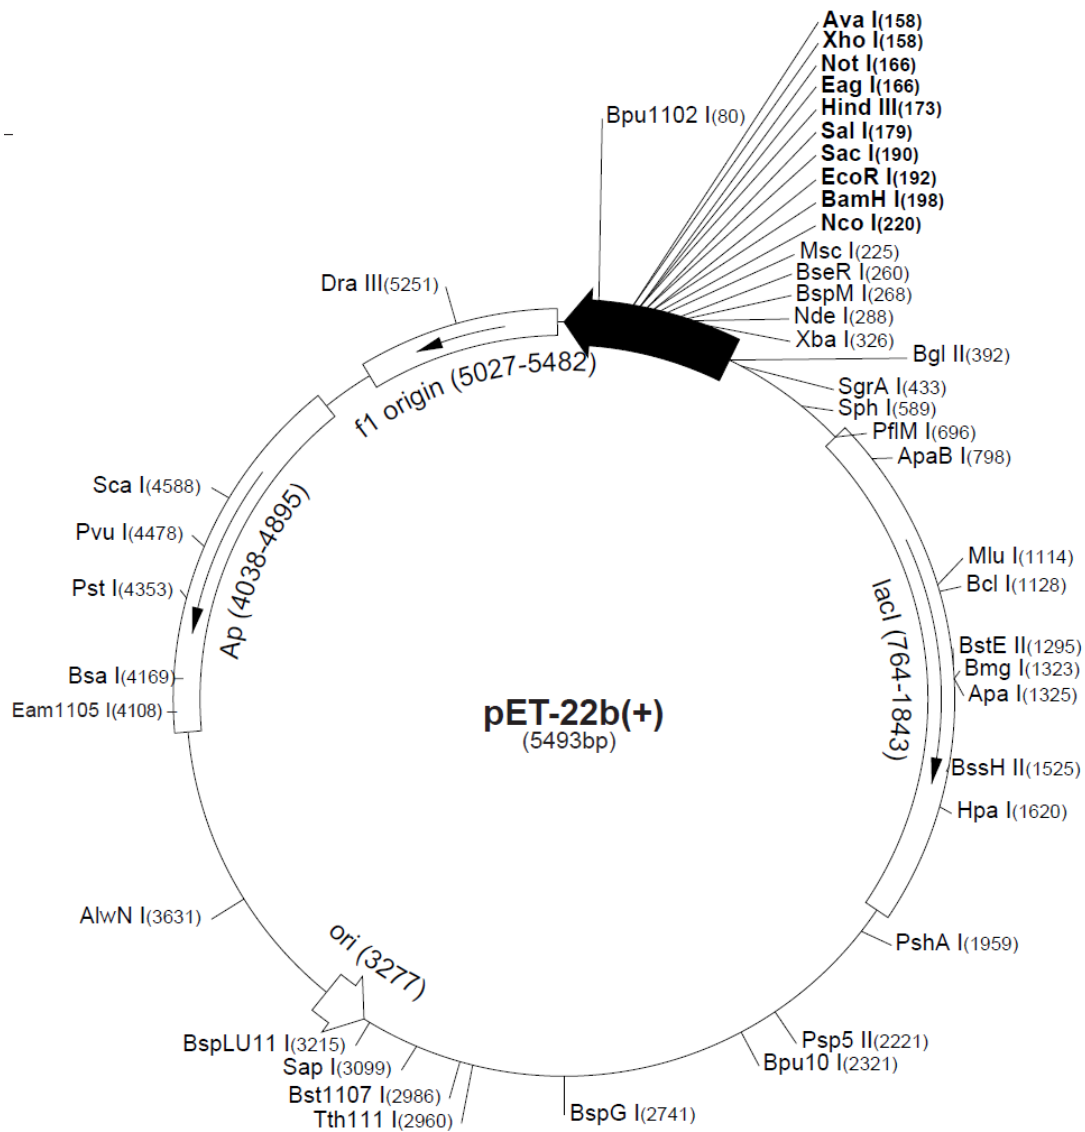 Ava I(158)
Xho I(158)
Not I(166)
Eag I(166)
Hind III(173)
Sal I(179)
Sac I(190)
EcoR I(192)
BamH I(198)
Nco I(220)
Msc I(225)
BseR I(260)
BspM I(268)
Nde I(288)
Xba I(326)
Bgl II(392)
SgrA I(433)
Sph I(589)
PflM I(696)
ApaB I(798)
Mlu I(1114)
Bcl I(1128)
BstE II(1295)
Bmg I(1323)
Apa I(1325)
BssH II(1525)
Hpa I(1620)
PshA I(1959)
Psp5 II(2221)
Bpu10 I(2321)
BspG I(2741)
Tth111 I(2960)
Bst1107 I(2986)
Sap I(3099)
BspLU11 I(3215)
AlwN I(3631)
Eam1105 I(4108)
Bsa I(4169)
Pst I(4353)
Pvu I(4478)
Sca I(4588)
Dra III(5251)
Bpu1102 I(80)
f1 origin (5027-5482)
Ap (4038-4895)
lacI (764-1843)
ori (3277)
pET-22b(+)
(5493bp)